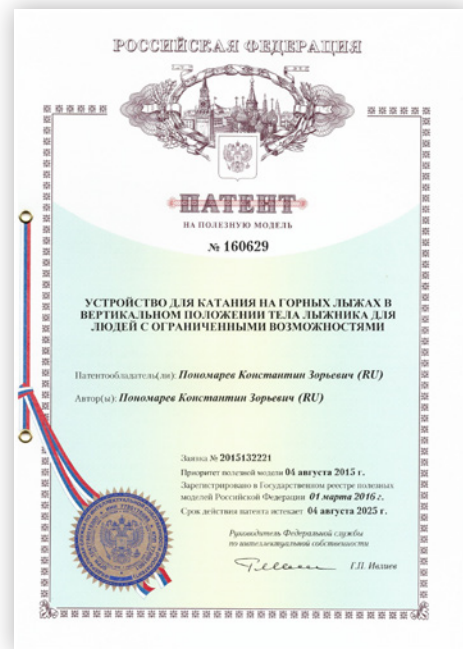 РОССИЙСКАЯ ФЕДЕРАЦИЯ
ПАТЕНТ
НА ПОЛЕЗНУЮ МОДЕЛЬ
№ 160629
УСТРОЙСТВО ДЛЯ КАТАНИЯ НА ГОРНЫХ ЛЫЖАХ В
ВЕРТИКАЛЬНОМ ПОЛОЖЕНИИ ТЕЛА ЛЫЖНИКА ДЛЯ
ЛЮДЕЙ С ОГРАНИЧЕННЫМИ ВОЗМОЖНОСТЯМИ
Патентообладатель(ли): Пономарев Константин Зорьевич (RU)
Автор(ы): Пономарев Константин Зорьевич (RU)
Заявка № 2015132221
Приоритет полезной модели 04 августа 2015 г.
Зарегистрировано в Государственном реестре полезных
моделей Российской Федерации 01 марта 2016 г.
Срок действия патента истекает 04 августа 2025 г.
Руководитель Федеральной службы
по интеллектуальной собственности
Г.П. Ивлиев